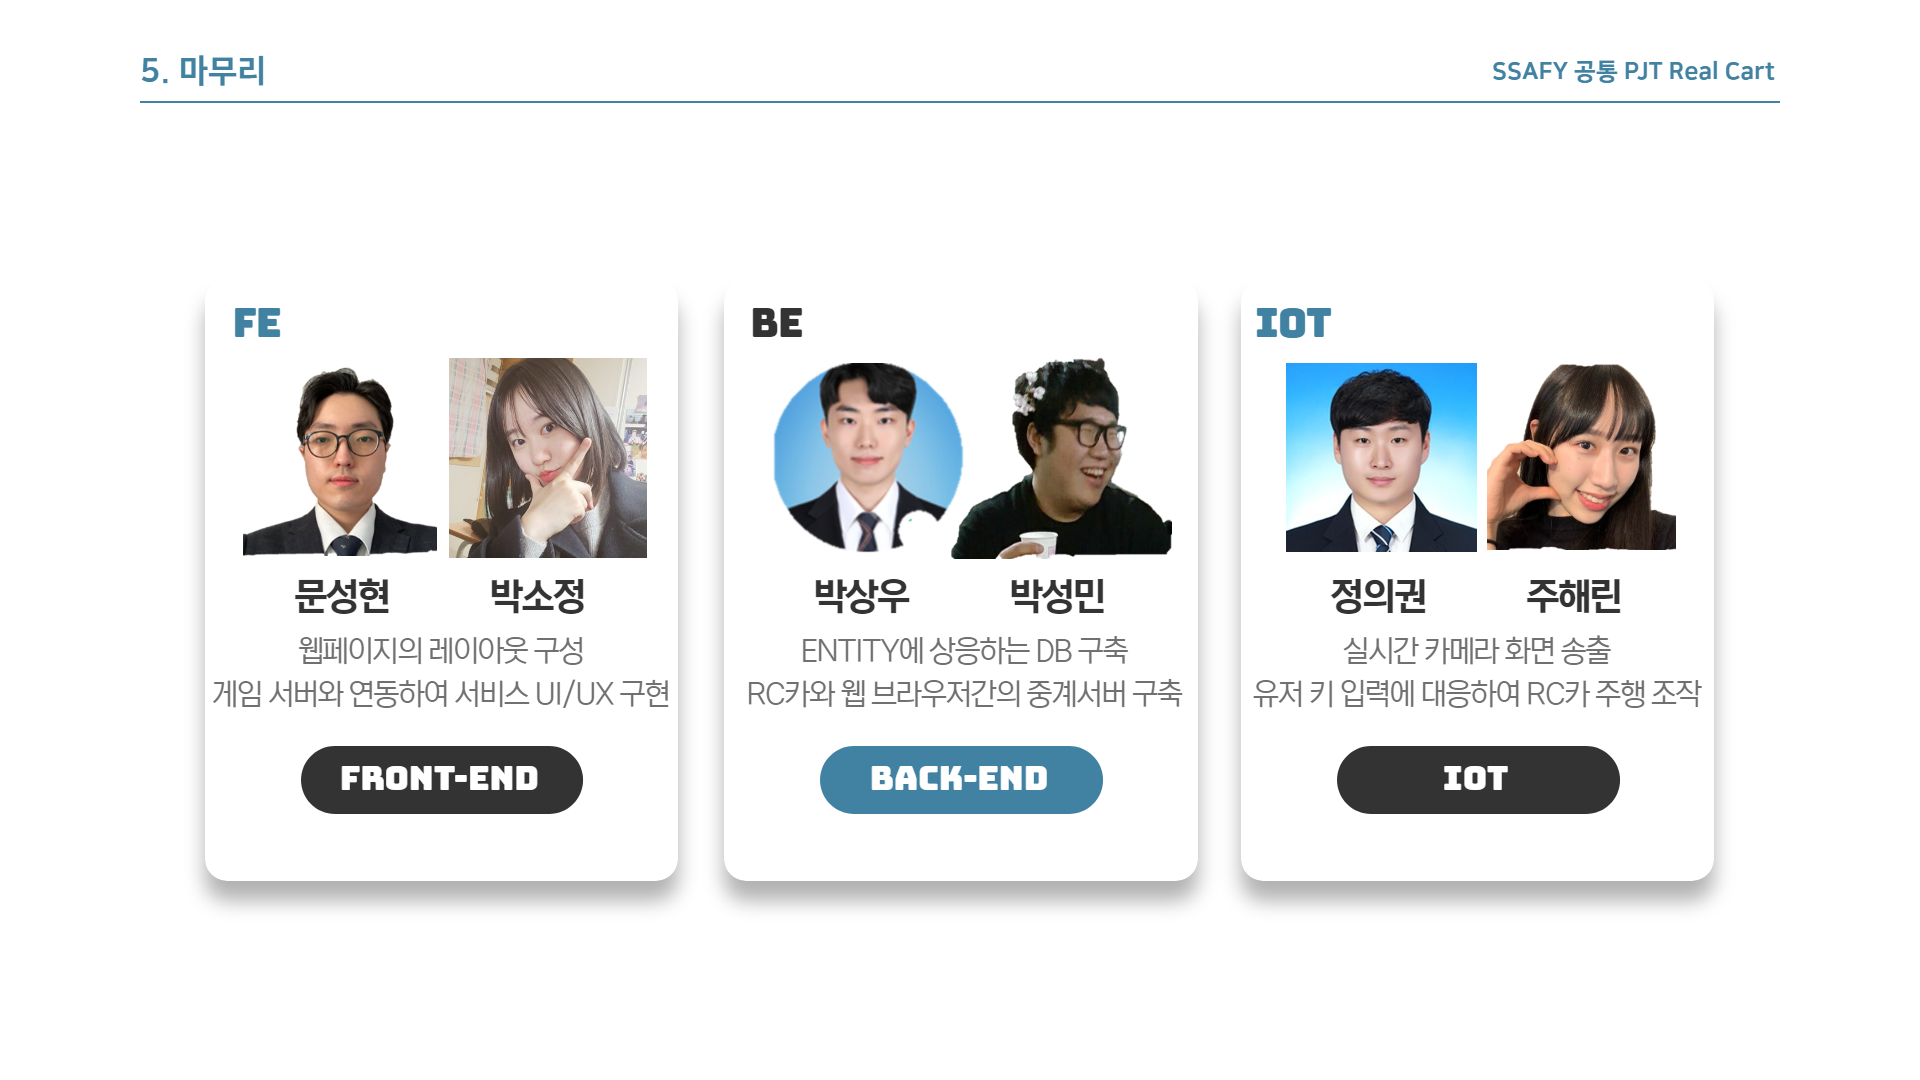 5. 마무리
SSAFY 공통 PJT Real Cart
FE
문성현 박소정
웹페이지의 레이아웃 구성
게임 서버와 연동하여 서비스 UI/UX 구현
FRONT-END
BE
박상우 박성민
ENTITY에 상응하는 DB 구축
RC카와 웹 브라우저간의 중계서버 구축
BACK-END
IOT
정의권 주해린
실시간 카메라 화면 송출
유저 키 입력에 대응하여 RC카 주행 조작
IOT